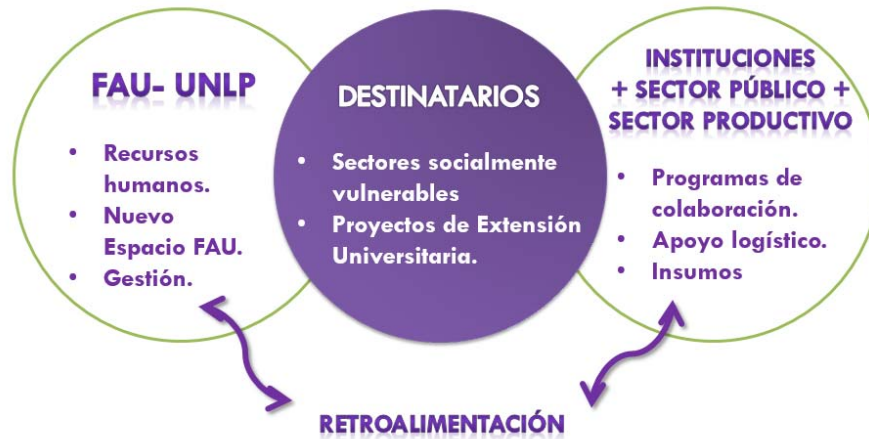 FAU- UNLP
• Recursos
humanos.
• Nuevo
Espacio FAU.
• Gestión.
DESTINATARIOS
• Sectores socialmente
vulnerables
• Proyectos de Extensión
Universitaria.
INSTITUCIONES
+ SECTOR PÚBLICO +
SECTOR PRODUCTIVO
• Programas de
colaboración.
• Apoyo logístico.
• Insumos
RETROALIMENTACIÓN